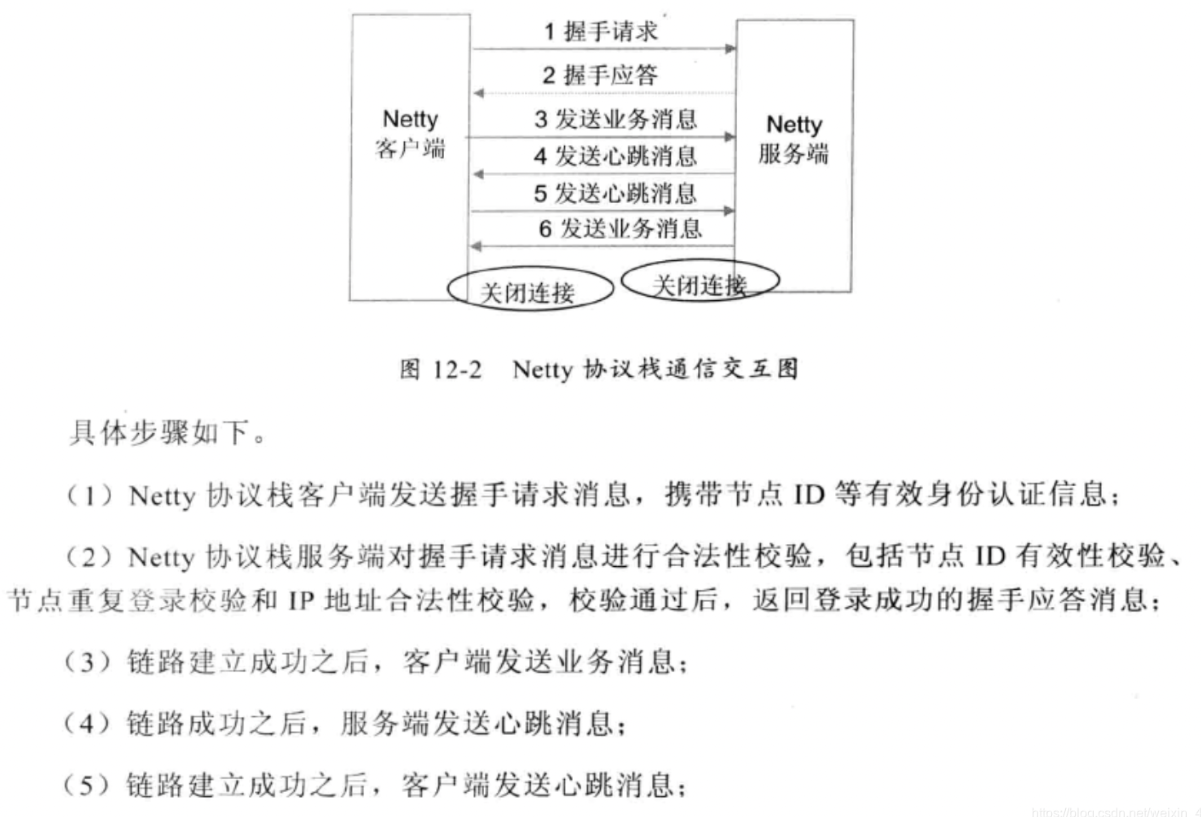 1 握手请求
2 握手应答
Netty
客户端
3 发送业务消息
4 发送心跳消息
5 发送心跳消息
6 发送业务消息
Netty
服务端
关闭连接
关闭连接
图 12-2 Netty 协议栈通信交互图
具体步骤如下。
（1）Netty 协议栈客户端发送握手请求消息，携带节点 ID 等有效身份认证信息；
（2）Netty 协议栈服务端对握手请求消息进行合法性校验，包括节点 ID 有效性校验、
节点重复登录校验和 IP 地址合法性校验，校验通过后，返回登录成功的握手应答消息；
（3）链路建立成功之后，客户端发送业务消息；
（4）链路成功之后，服务端发送心跳消息；
（5）链路建立成功之后，客户端发送心跳消息；
https://blog.csdn.net/weixin_4